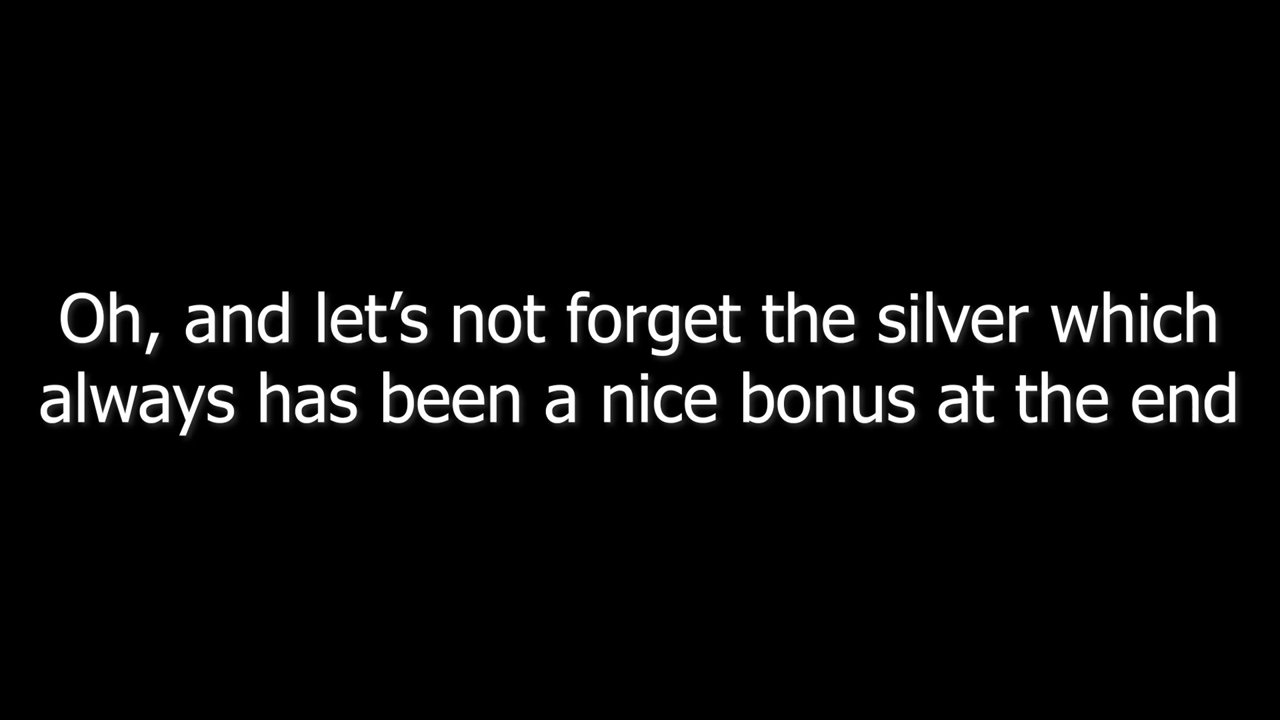 Oh, and let’s not forget the silver which
always has been a nice bonus at the end